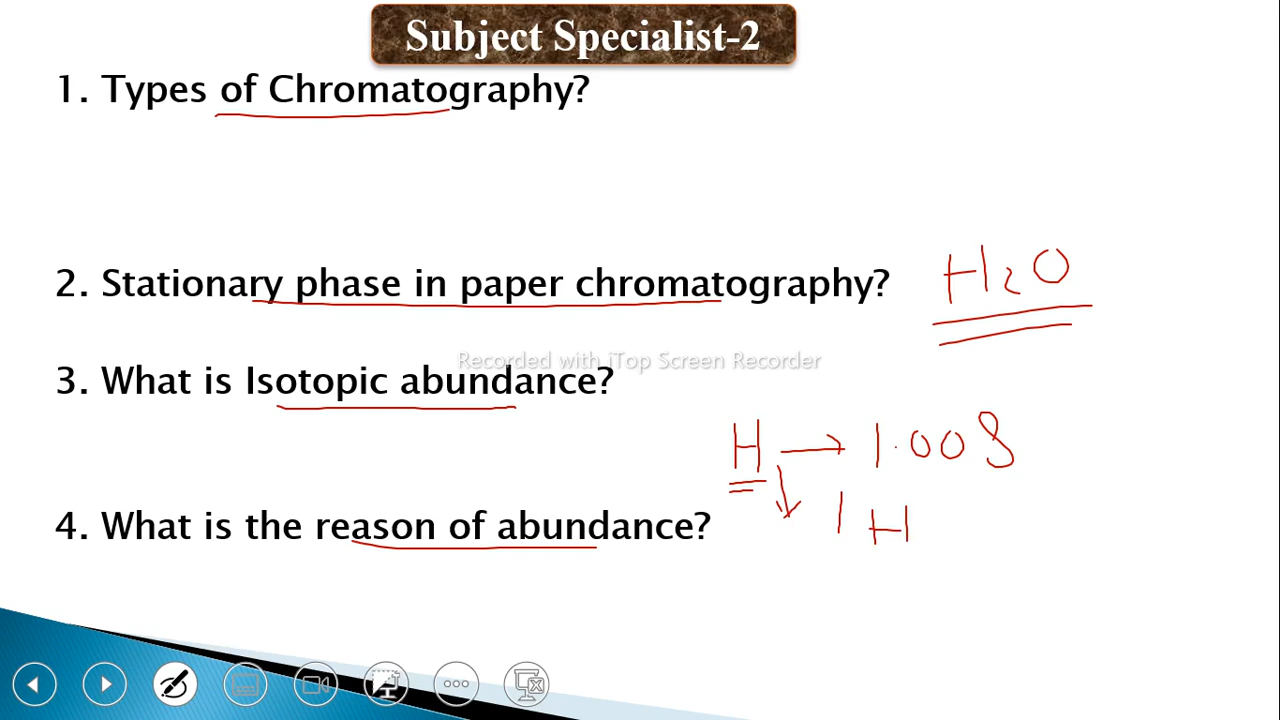 Subject Specialist-2
1. Types of Chromatography?
2. Stationary phase in paper chromatography?
H2O
Recorded with iTop Screen Recorder
3. What is Isotopic abundance?
H → 1.008
1 H
4. What is the reason of abundance?